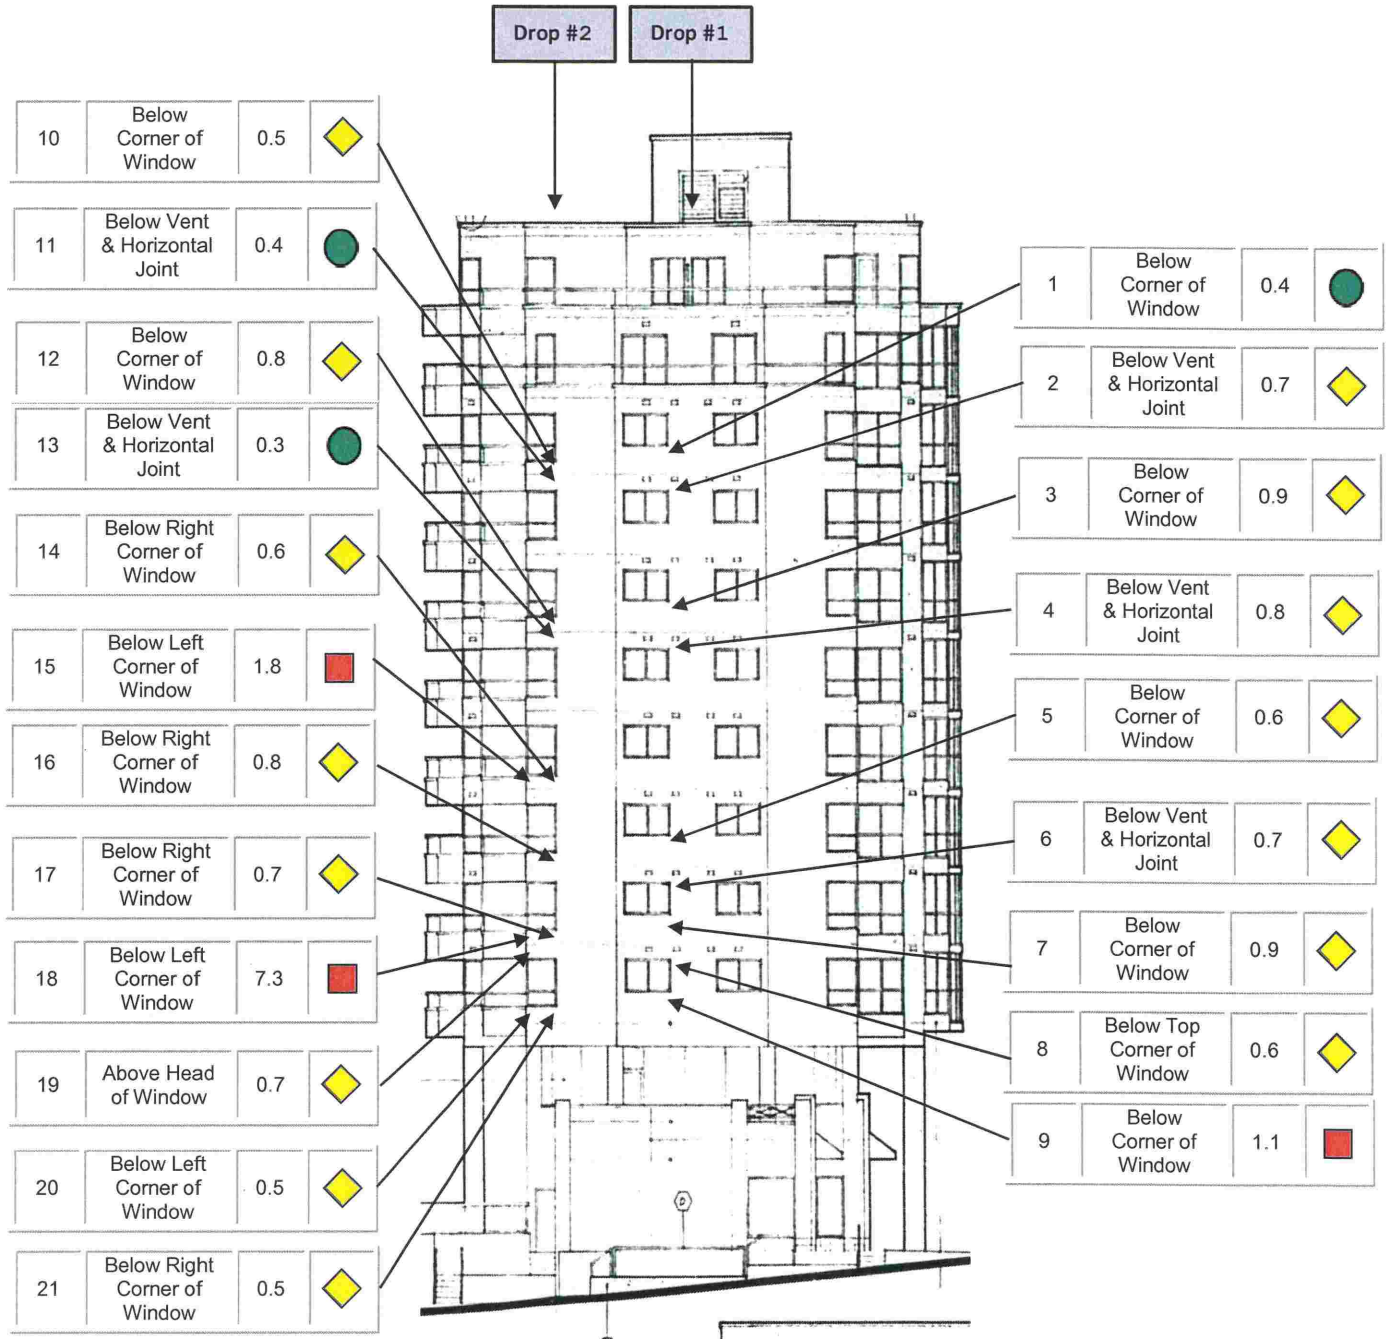 Drop #2
Drop #1
10
Below
Corner of
Window
0.5
11
Below Vent
& Horizontal
Joint
0.4
12
Below
Corner of
Window
0.8
13
Below Vent
& Horizontal
Joint
0.3
14
Below Right
Corner of
Window
0.6
15
Below Left
Corner of
Window
1.8
16
Below Right
Corner of
Window
0.8
17
Below Right
Corner of
Window
0.7
18
Below Left
Corner of
Window
7.3
19
Above Head
of Window
0.7
20
Below Left
Corner of
Window
0.5
21
Below Right
Corner of
Window
0.5
1
Below
Corner of
Window
0.4
2
Below Vent
& Horizontal
Joint
0.7
3
Below
Corner of
Window
0.9
4
Below Vent
& Horizontal
Joint
0.8
5
Below
Corner of
Window
0.6
6
Below Vent
& Horizontal
Joint
0.7
7
Below
Corner of
Window
0.9
8
Below Top
Corner of
Window
0.6
9
Below
Corner of
Window
1.1